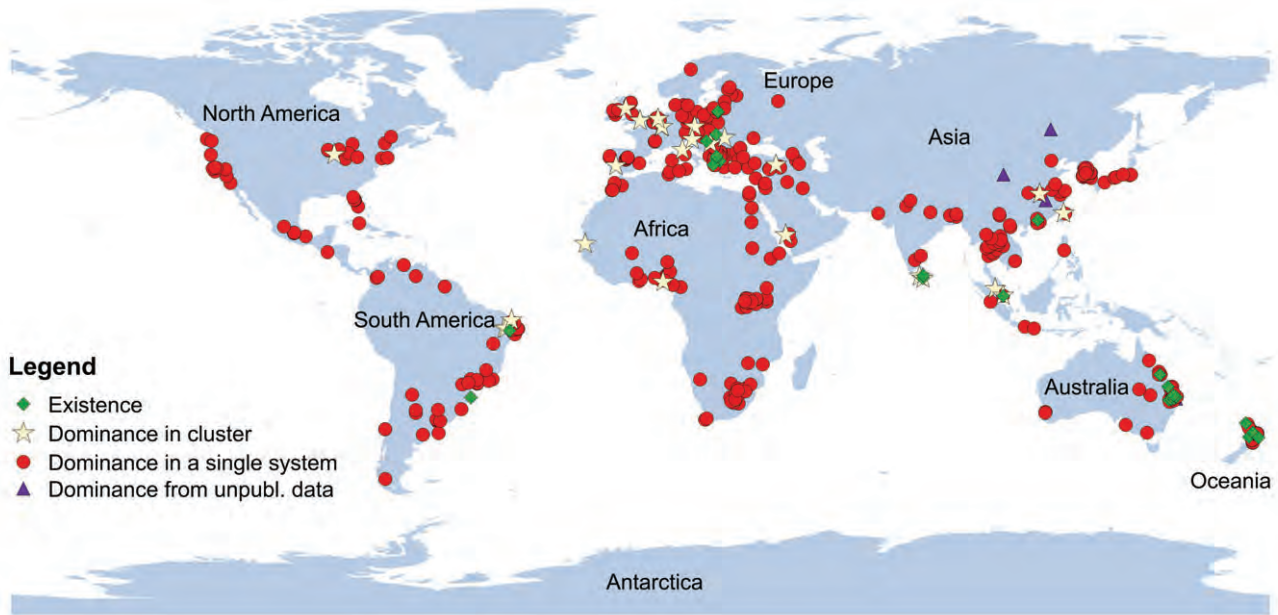 Europe
North America
Asia
Africa
South America
Legend
Australia
Existence
Dominance in cluster
Dominance in a single system
Oceania
Dominance from unpubl. data
Antarctica